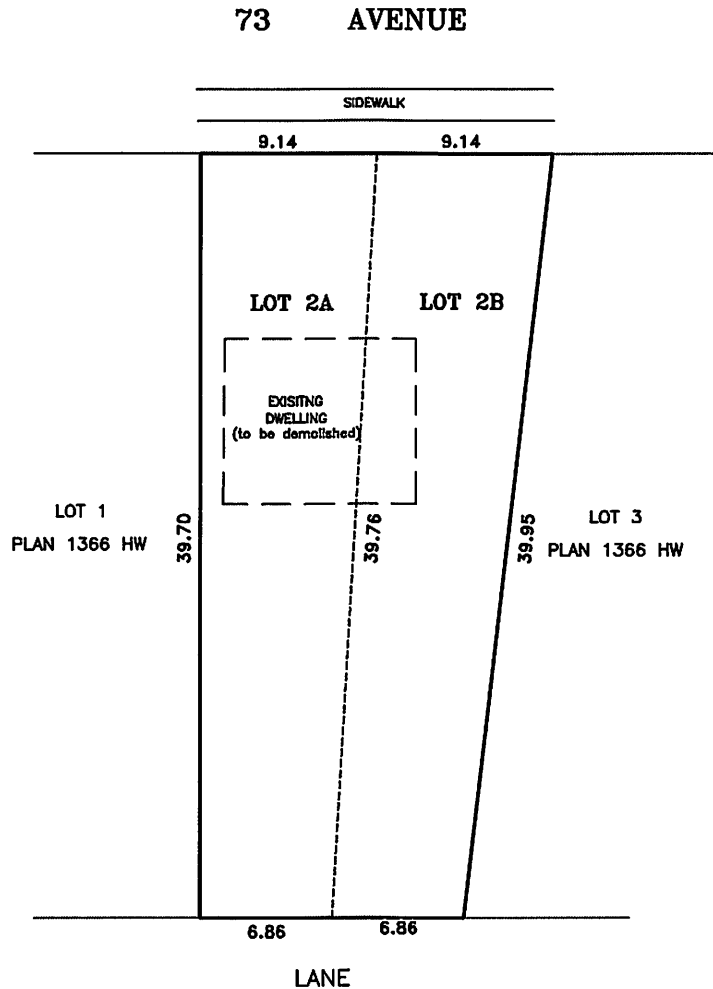 73 AVENUE
SIDEWALK
9.14 9.14
LOT 2A LOT 2B
EXISITNG
DWELLING
(to be demolished)
LOT 1
PLAN 1366 HW
39.70
39.76
39.95
LOT 3
PLAN 1366 HW
6.86 6.86
LANE